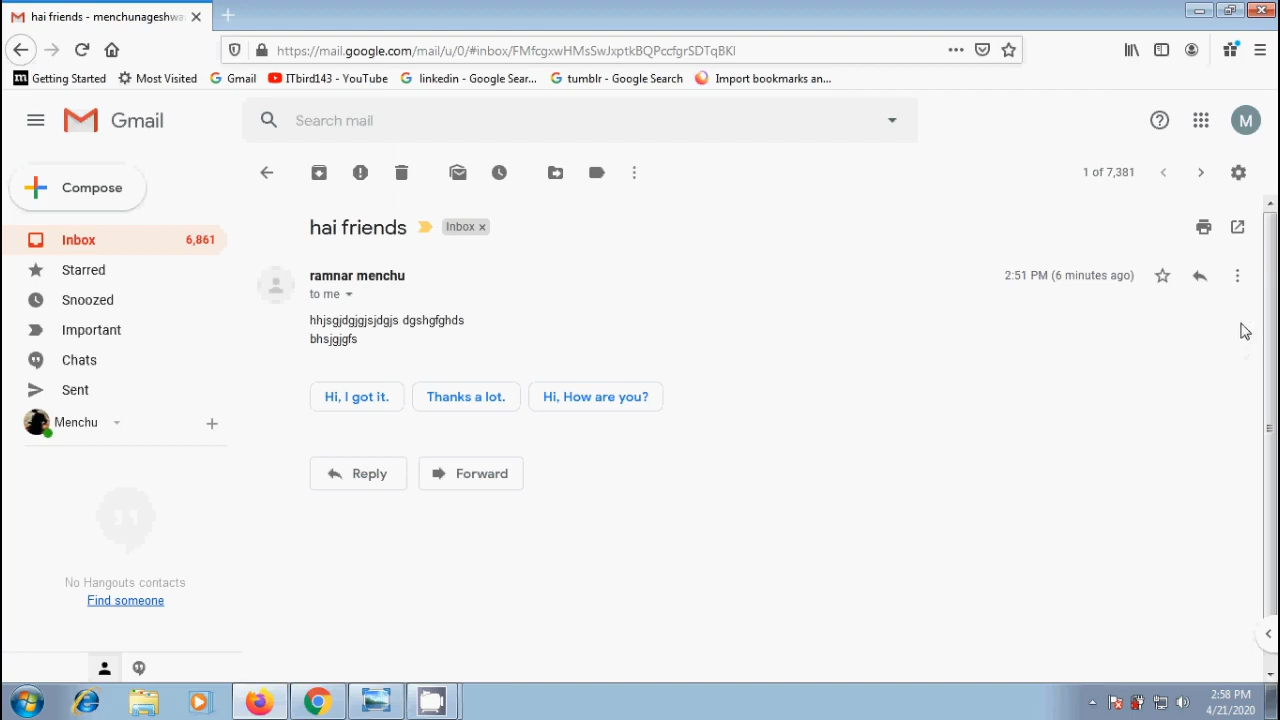 hai friends - menchunageshwa
https://mail.google.com/mail/u/0/#inbox/FMfcgxwHMsSwJxptkBQPccfgrSDTqBKl
Getting Started Most Visited Gmail ITbird143 - YouTube linkedin - Google Sear... tumblr - Google Search Import bookmarks an...
Gmail
Search mail
M
Compose
1 of 7,381
hai friends
Inbox
Inbox 6,861
Starred
Snoozed
Important
Chats
Sent
Menchu
ramnar menchu
2:51 PM (6 minutes ago)
to me
hhjsgjdgjgjsjdgjs dgshgfghds
bhsjgjgfs
Hi, I got it. Thanks a lot. Hi, How are you?
Reply Forward
No Hangouts contacts
Find someone
2:58 PM
4/21/2020